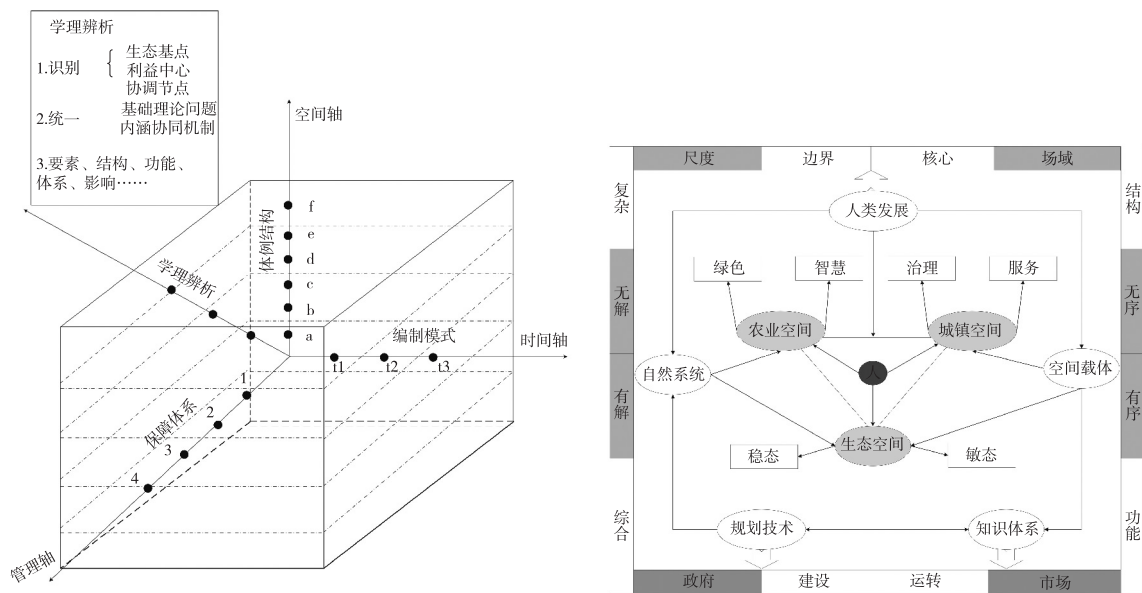 学理辨析
1.识别
生态基点
利益中心
协调节点
2.统一
基础理论问题
内涵协同机制
3.要素、结构、功能、
体系、影响……
空间轴
体例结构
f
e
d
c
b
a
学理辨析
编制模式
时间轴
t1 t2 t3
保障体系
1
2
3
4
管理轴
尺度 边界 核心 场域
复杂
结构
人类发展
绿色 智慧 治理 服务
无解
无序
农业空间 城镇空间
自然系统 人 空间载体
有解
有序
生态空间
稳态 敏态
综合
功能
规划技术 知识体系
政府 建设 运转 市场